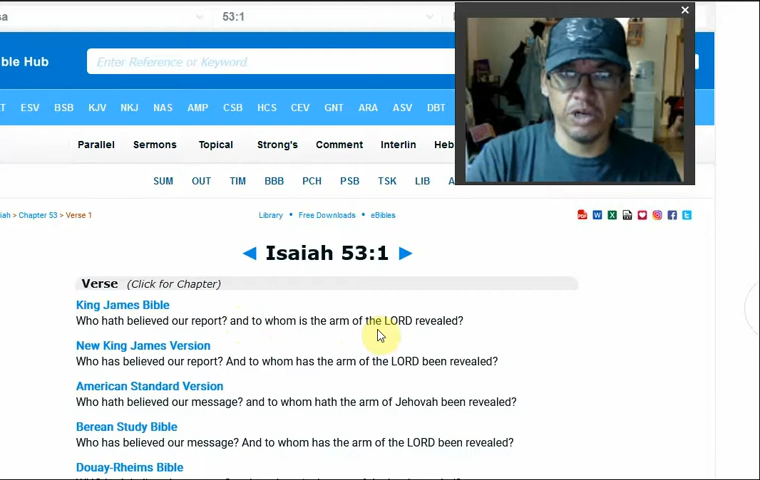 sa 53:1
ble Hub Enter Reference or Keyword
ESV BSB KJV NKJ NAS AMP CSB HCS CEV GNT ARA ASV DBT
Parallel Sermons Topical Strong's Comment Interlin Heb
SUM OUT TIM BBB PCH PSB TSK LIB A
iah > Chapter 53 > Verse 1 Library • Free Downloads • eBibles
◄ Isaiah 53:1 ►
Verse (Click for Chapter)
King James Bible
Who hath believed our report? and to whom is the arm of the LORD revealed?
New King James Version
Who has believed our report? And to whom has the arm of the LORD been revealed?
American Standard Version
Who hath believed our message? and to whom hath the arm of Jehovah been revealed?
Berean Study Bible
Who has believed our message? And to whom has the arm of the LORD been revealed?
Douay-Rheims Bible